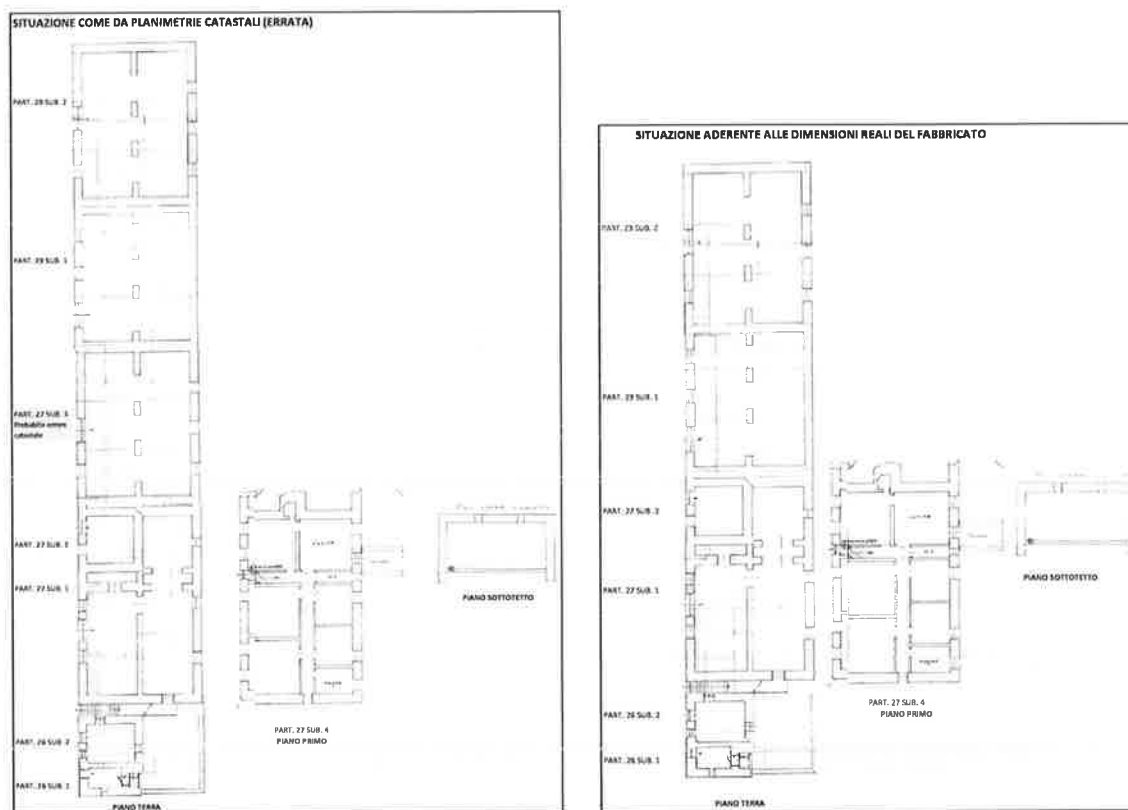 SITUAZIONE COME DA PLANIMETRIE CATASTALI (ERRATA)
PART. 29 SUB. 2
PART. 29 SUB. 1
PART. 27 SUB. 3
Probabile errore
catastale
PART. 27 SUB. 2
PART. 27 SUB. 1
PART. 26 SUB. 2
PART. 26 SUB. 1
PIANO TERRA
PART. 27 SUB. 4
PIANO PRIMO
PIANO SOTTOTETTO
SITUAZIONE ADERENTE ALLE DIMENSIONI REALI DEL FABBRICATO
PART. 29 SUB. 2
PART. 29 SUB. 1
PART. 27 SUB. 2
PART. 27 SUB. 1
PART. 26 SUB. 2
PART. 26 SUB. 1
PIANO TERRA
PART. 27 SUB. 4
PIANO PRIMO
PIANO SOTTOTETTO